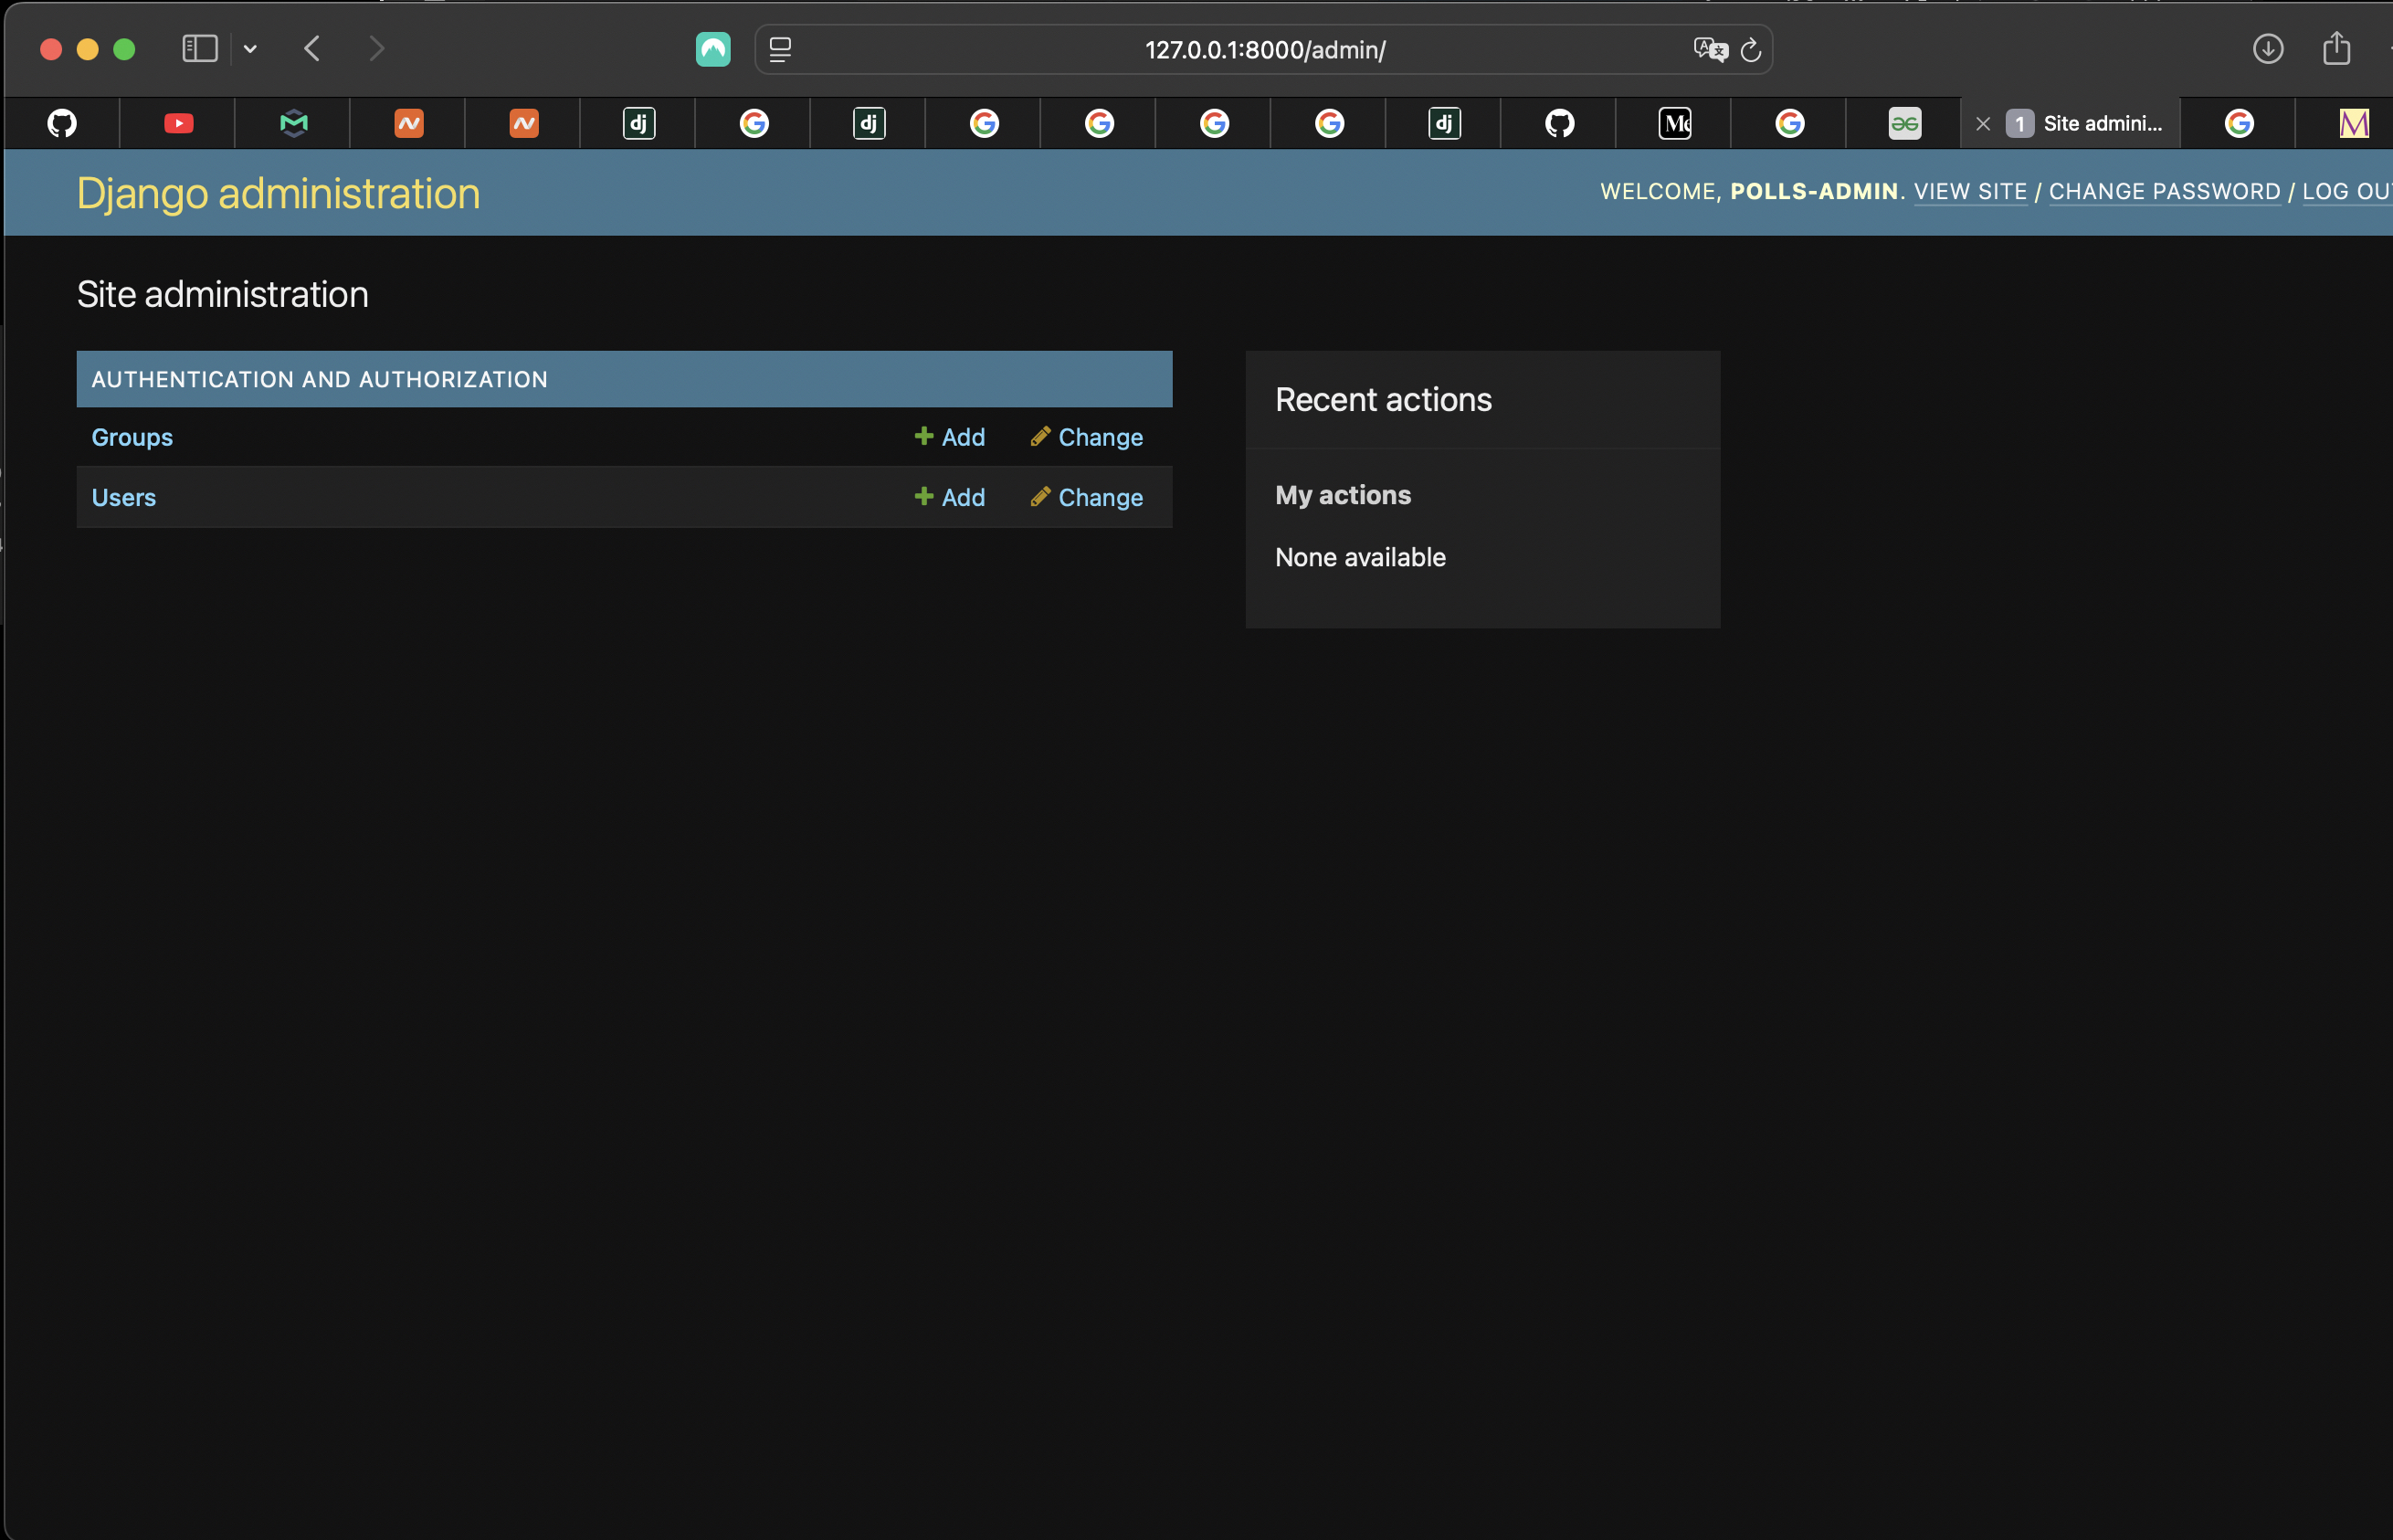 127.0.0.1:8000/admin/
dj
dj
dj
1 Site admini...
Django administration
WELCOME, POLLS-ADMIN. VIEW SITE / CHANGE PASSWORD / LOG OU
Site administration
AUTHENTICATION AND AUTHORIZATION
Groups Add Change
Users Add Change
Recent actions
My actions
None available